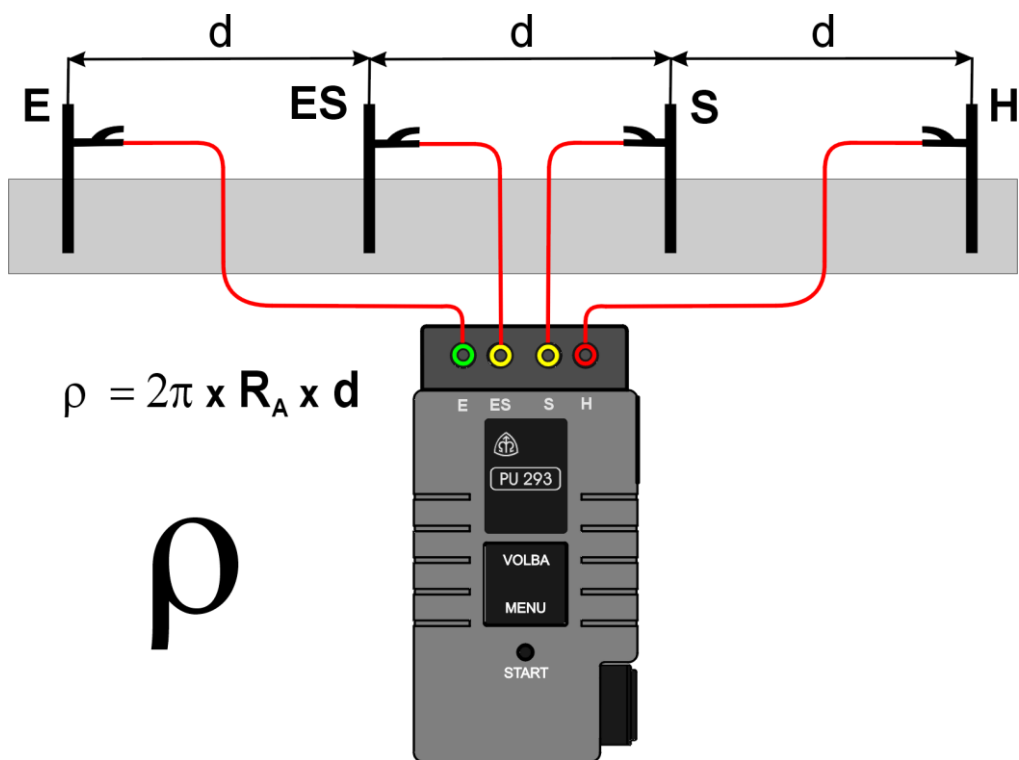 d d d
E ES S H
ρ = 2π x R_A x d
E ES S H
PU 293
ρ
VOLBA
MENU
START